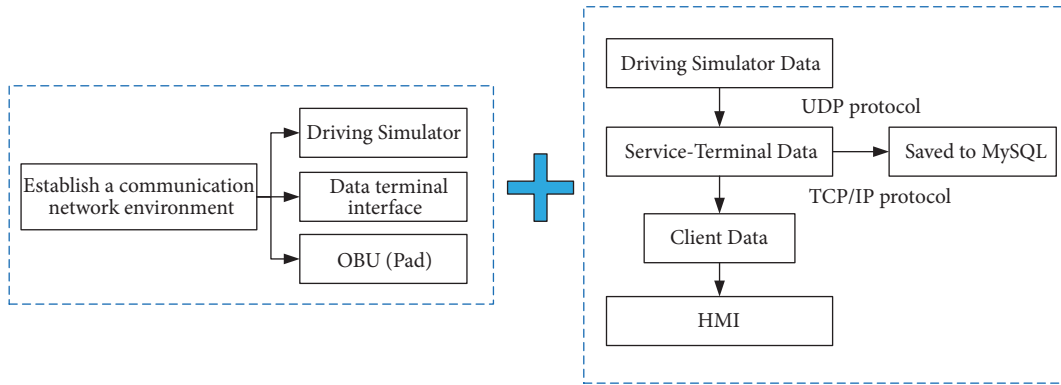 Establish a communication
network environment
Driving Simulator
Data terminal
interface
OBU (Pad)
Driving Simulator Data
UDP protocol
Service-Terminal Data
Saved to MySQL
TCP/IP protocol
Client Data
HMI